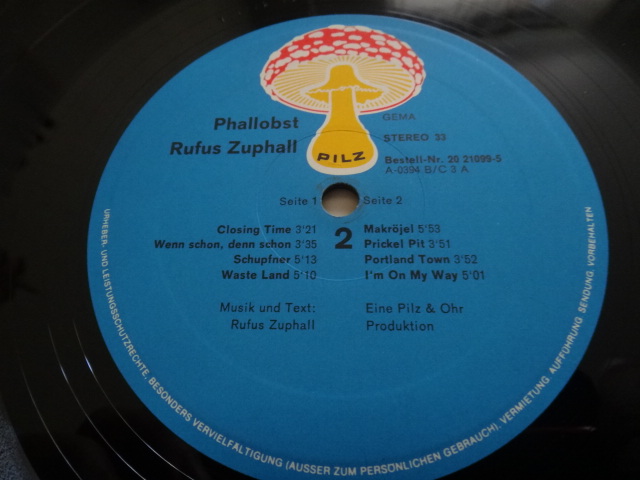 PILZ
Phallobst
Rufus Zuphall
GEMA
STEREO 33
Bestell-Nr. 20 21099-5
A-0394 B/C 3 A
Seite 1
Seite 2
Closing Time 3'21
Wenn schon, denn schon 3'35
Schupfner 5'13
Waste Land 5'10
2
Makröjel 5'53
Prickel Pit 3'51
Portland Town 3'52
I'm On My Way 5'01
Musik und Text:
Rufus Zuphall
Eine Pilz & Ohr
Produktion
URHEBER- UND LEISTUNGSSCHUTZRECHTE, BESONDERS VERVIELFÄLTIGUNG (AUSSER ZUM PERSÖNLICHEN GEBRAUCH), VERMIETUNG AUFFÜHRUNG SENDUNG, VORBEHALTEN